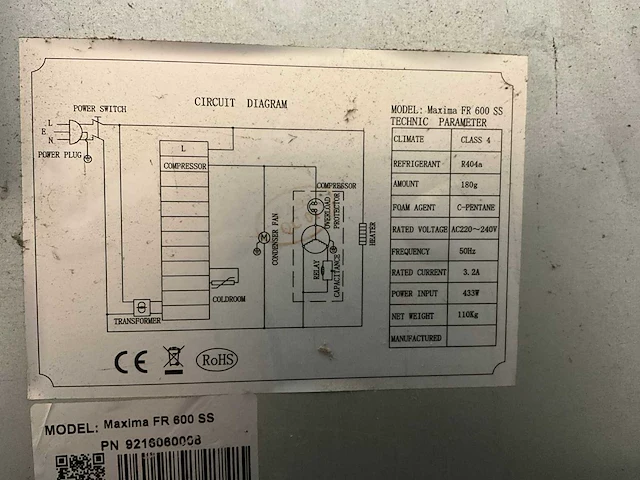 CIRCUIT DIAGRAM
POWER SWITCH
L
E
N
POWER PLUG
L
COMPRESSOR
TRANSFORMER
COLDROOM
CONDENSER FAN
M
COMPRESSOR
OVERLOAD
PROTECTOR
RELAY
CAPACITANCE
HEATER
MODEL: Maxima FR 600 SS
TECHNIC PARAMETER
CLIMATE CLASS 4
REFRIGERANT R404a
AMOUNT 180g
FOAM AGENT C-PENTANE
RATED VOLTAGE AC220~240V
FREQUENCY 50Hz
RATED CURRENT 3.2A
POWER INPUT 433W
NET WEIGHT 110Kg
MANUFACTURED
CE
RoHS
MODEL: Maxima FR 600 SS
PN 9216060008